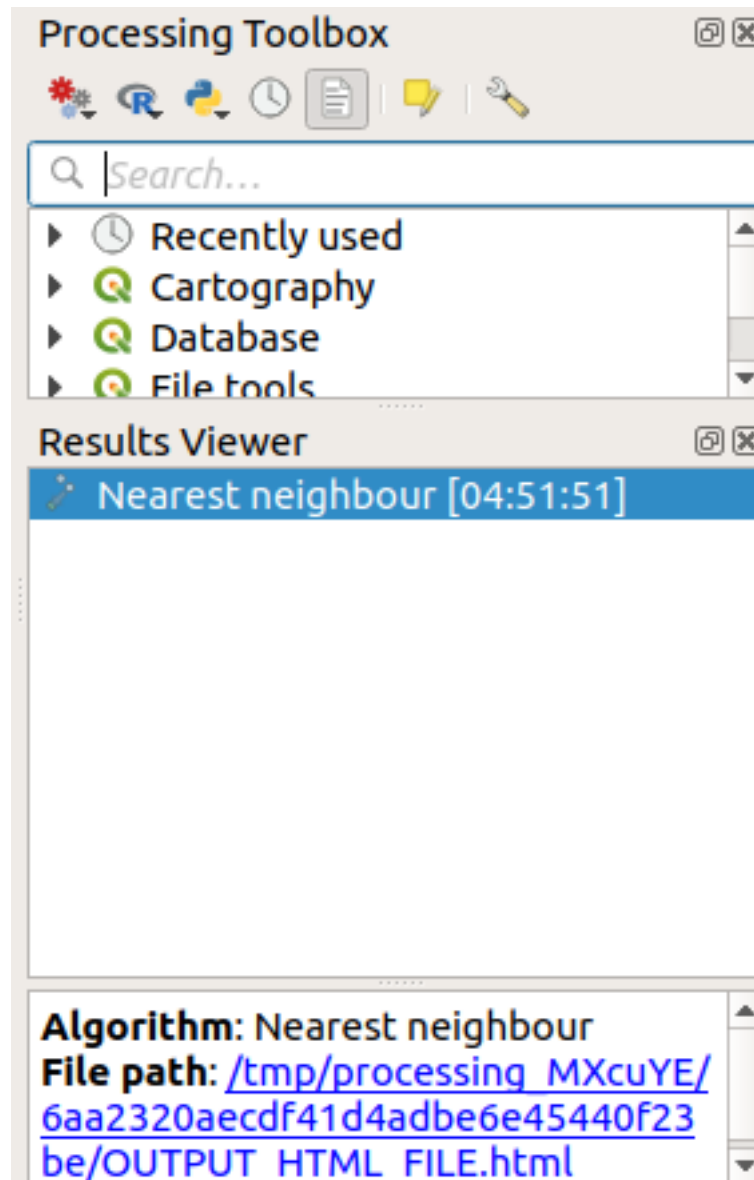 Processing Toolbox
Search...
Recently used
Cartography
Database
File tools
Results Viewer
Nearest neighbour [04:51:51]
Algorithm: Nearest neighbour
File path: /tmp/processing_MXcuYE/
6aa2320aecdf41d4adbe6e45440f23
be/OUTPUT_HTML_FILE.html